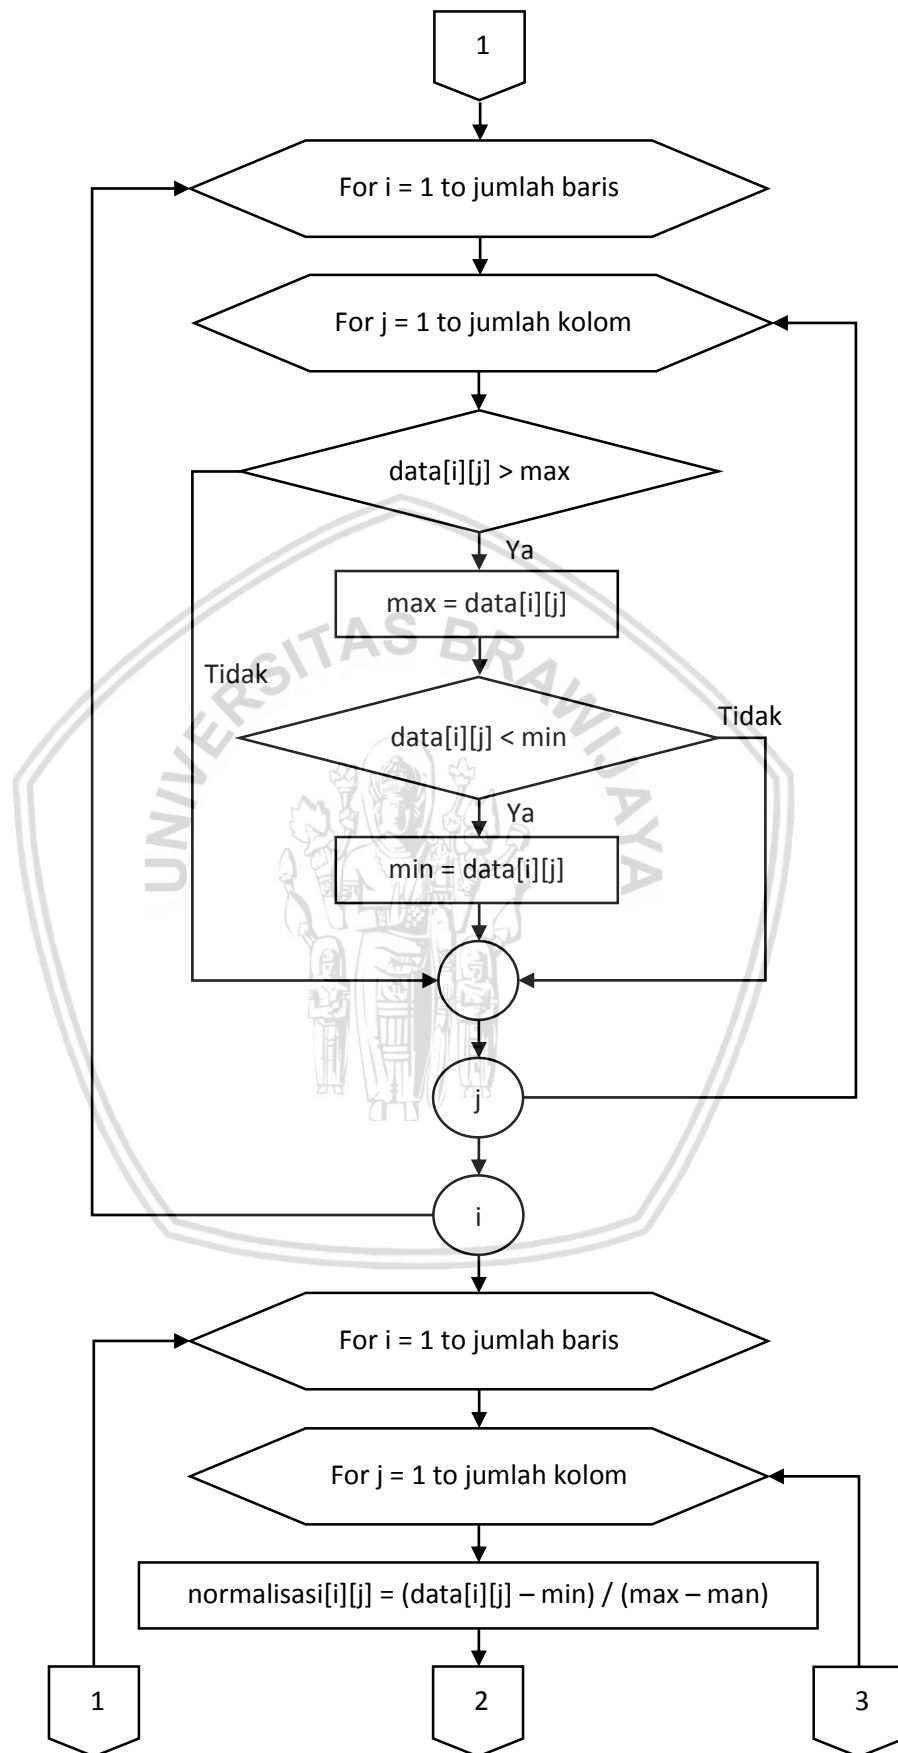 1
For i = 1 to jumlah baris
For j = 1 to jumlah kolom
data[i][j] > max
Ya
max = data[i][j]
UNIVERSITAS BRAWIJAYA
Tidak
data[i][j] < min
Tidak
Ya
min = data[i][j]
j
i
For i = 1 to jumlah baris
For j = 1 to jumlah kolom
normalisasi[i][j] = (data[i][j] – min) / (max – man)
1
2
3